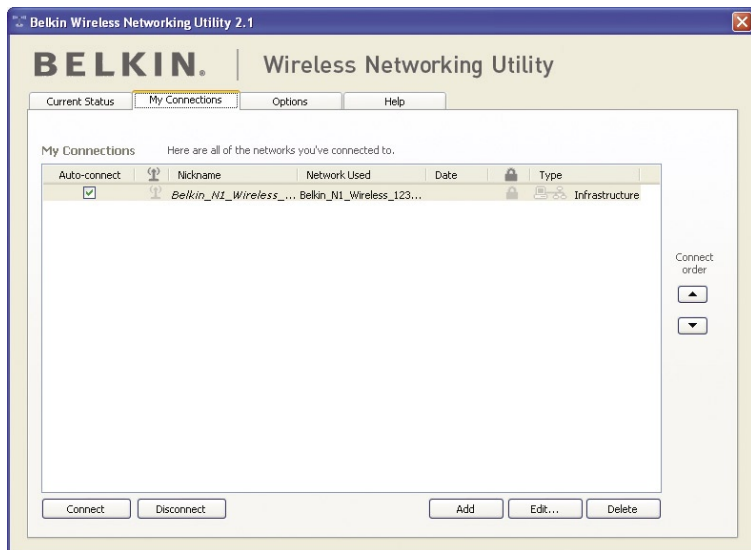 Belkin Wireless Networking Utility 2.1
BELKIN. | Wireless Networking Utility
Current Status My Connections Options Help
My Connections Here are all of the networks you've connected to.
Auto-connect Nickname Network Used Date Type
Belkin_N1_Wireless_... Belkin_N1_Wireless_123... Infrastructure
Connect
order
Connect Disconnect Add Edit... Delete